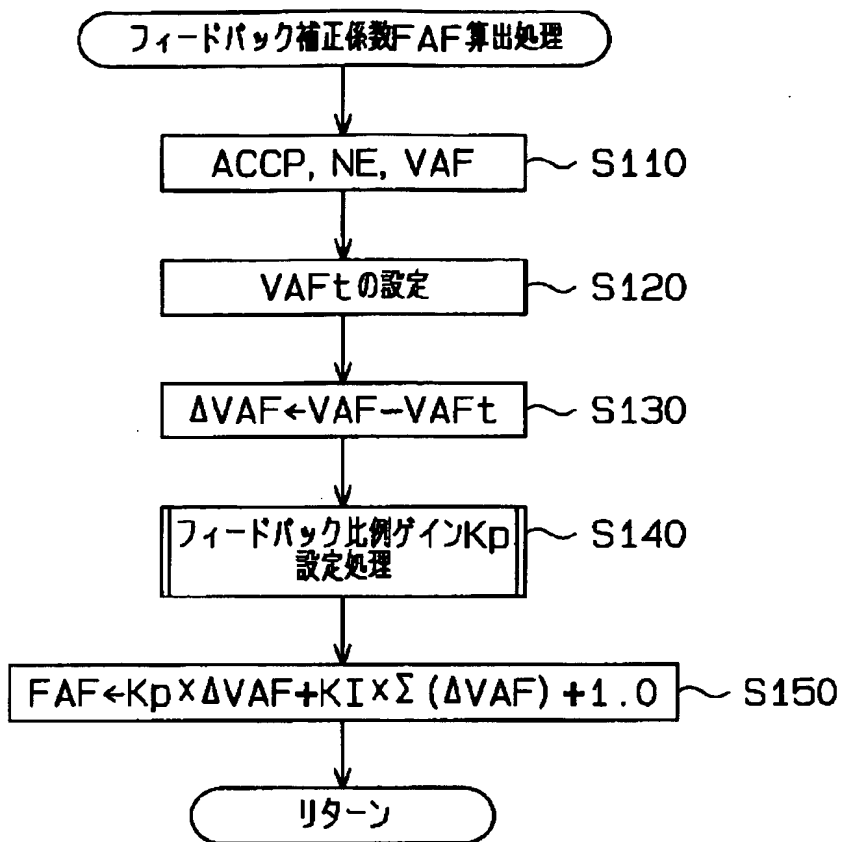 フィードバック補正係数FAF算出処理
ACCP, NE, VAF
S110
VAFtの設定
S120
ΔVAF←VAF−VAFt
S130
フィードバック比例ゲインKp
設定処理
S140
FAF←Kp×ΔVAF+KI×Σ(ΔVAF)+1.0
S150
リターン